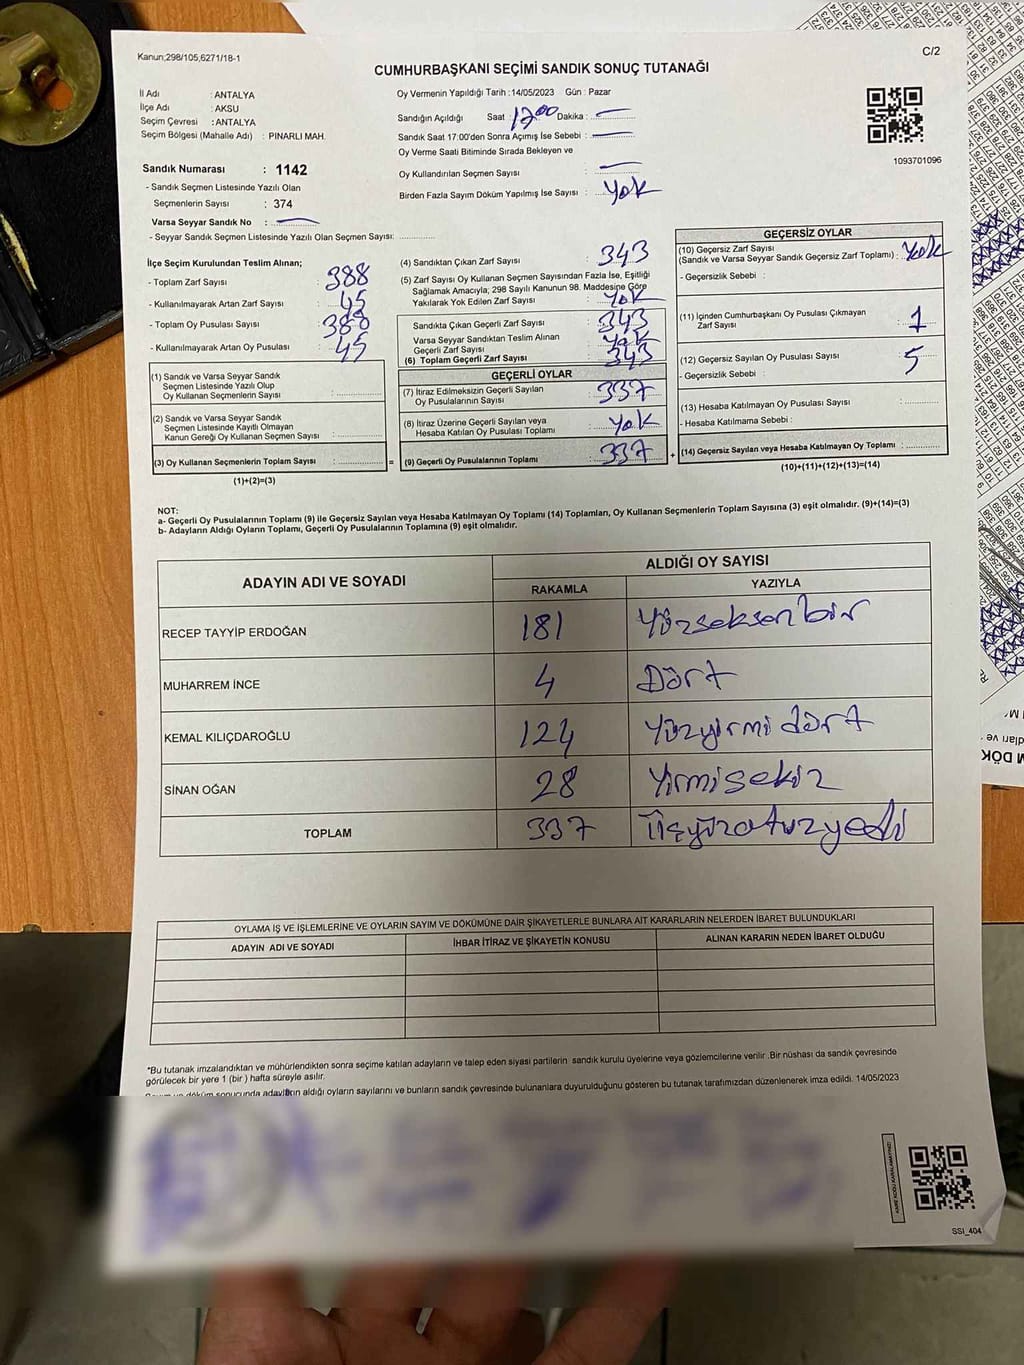 Kanun;298/105,6271/18-1
C/2
CUMHURBAŞKANI SEÇİMİ SANDIK SONUÇ TUTANAĞI
İl Adı : ANTALYA
İlçe Adı : AKSU
Seçim Çevresi : ANTALYA
Seçim Bölgesi (Mahalle Adı) : PINARLI MAH.
Oy Vermenin Yapıldığı Tarih :14/05/2023 Gün : Pazar
Sandığın Açıldığı Saat : 17:00 Dakika : —
Sandık Saat 17:00'den Sonra Açımış İse Sebebi : —
Oy Verme Saati Bitiminde Sırada Bekleyen ve
Oy Kullandırılan Seçmen Sayısı : —
Birden Fazla Sayım Döküm Yapılmış İse Sayısı : Yok
1093701096
Sandık Numarası : 1142
- Sandık Seçmen Listesinde Yazılı Olan
Seçmenlerin Sayısı : 374
Varsa Seyyar Sandık No : —
- Seyyar Sandık Seçmen Listesinde Yazılı Olan Seçmen Sayısı: ..............
İlçe Seçim Kurulundan Teslim Alınan;
- Toplam Zarf Sayısı : 388
- Kullanılmayarak Artan Zarf Sayısı : 45
- Toplam Oy Pusulası Sayısı : 388
- Kullanılmayarak Artan Oy Pusulası : 45
(1) Sandık ve Varsa Seyyar Sandık
Seçmen Listesinde Yazılı Olup
Oy Kullanan Seçmenlerin Sayısı :
(2) Sandık ve Varsa Seyyar Sandık
Seçmen Listesinde Kayıtlı Olmayan
Kanun Gereği Oy Kullanan Seçmen Sayısı :
(3) Oy Kullanan Seçmenlerin Toplam Sayısı : =
(1)+(2)=(3)
(4) Sandıktan Çıkan Zarf Sayısı : 343
(5) Zarf Sayısı Oy Kullanan Seçmen Sayısından Fazla İse, Eşitliği
Sağlamak Amacıyla; 298 Sayılı Kanunun 98. Maddesine Göre
Yakılarak Yok Edilen Zarf Sayısı : Yok
Sandıkta Çıkan Geçerli Zarf Sayısı : 343
Varsa Seyyar Sandıktan Teslim Alınan
Geçerli Zarf Sayısı : Yok
(6) Toplam Geçerli Zarf Sayısı : 343
GEÇERLİ OYLAR
(7) İtiraz Edilmeksizin Geçerli Sayılan
Oy Pusulalarının Sayısı : 337
(8) İtiraz Üzerine Geçerli Sayılan veya
Hesaba Katılan Oy Pusulası Toplamı : Yok
(9) Geçerli Oy Pusulalarının Toplamı : 337 +
GEÇERSİZ OYLAR
(10) Geçersiz Zarf Sayısı
(Sandık ve Varsa Seyyar Sandık Geçersiz Zarf Toplamı) : Yok
- Geçersizlik Sebebi :
(11) İçinden Cumhurbaşkanı Oy Pusulası Çıkmayan
Zarf Sayısı : 1
(12) Geçersiz Sayılan Oy Pusulası Sayısı : 5
- Geçersizlik Sebebi :
(13) Hesaba Katılmayan Oy Pusulası Sayısı :
- Hesaba Katılmama Sebebi :
(14) Geçersiz Sayılan veya Hesaba Katılmayan Oy Toplamı :
(10)+(11)+(12)+(13)=(14)
NOT:
a- Geçerli Oy Pusulalarının Toplamı (9) ile Geçersiz Sayılan veya Hesaba Katılmayan Oy Toplamı (14) Toplamları, Oy Kullanan Seçmenlerin Toplam Sayısına (3) eşit olmalıdır. (9)+(14)=(3)
b- Adayların Aldığı Oyların Toplamı, Geçerli Oy Pusulalarının Toplamına (9) eşit olmalıdır.
ADAYIN ADI VE SOYADI ALDIĞI OY SAYISI
RAKAMLA YAZIYLA
RECEP TAYYİP ERDOĞAN 181 Yüzseksenbir
MUHARREM İNCE 4 Dört
KEMAL KILIÇDAROĞLU 124 Yüzyirmi dört
SİNAN OĞAN 28 Yirmisekiz
TOPLAM 337 Üçyüzotuzyedi
OYLAMA İŞ VE İŞLEMLERİNE VE OYLARIN SAYIM VE DÖKÜMÜNE DAİR ŞİKAYETLERLE BUNLARA AİT KARARLARIN NELERDEN İBARET BULUNDUKLARI
ADAYIN ADI VE SOYADI İHBAR İTİRAZ VE ŞİKAYETİN KONUSU ALINAN KARARIN NEDEN İBARET OLDUĞU
*Bu tutanak imzalandıktan ve mühürlendikten sonra seçime katılan adayların ve talep eden siyasi partilerin sandık kurulu üyelerine veya gözlemcilerine verilir .Bir nüshası da sandık çevresinde
görülecek bir yere 1 (bir ) hafta süreyle asılır.
döküm sonucunda adayların aldığı oyların sayılarını ve bunların sandık çevresinde bulunanlara duyurulduğunu gösteren bu tutanak tarafımızdan düzenlenerek imza edildi. 14/05/2023
SSI_404